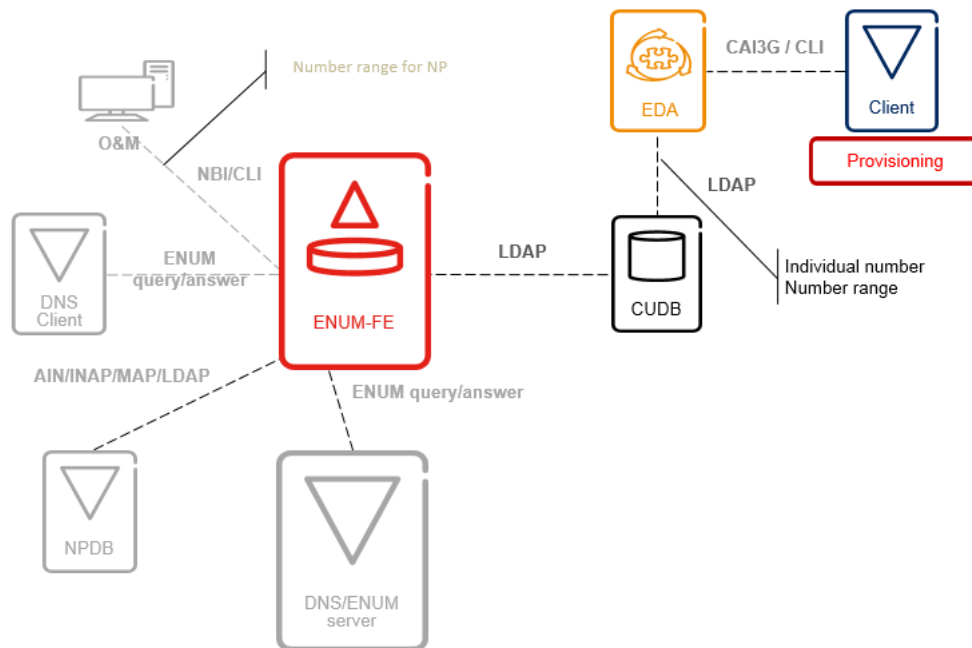 Number range for NP
CAI3G / CLI
EDA
Client
O&M
Provisioning
NBI/CLI
LDAP
ENUM
query/answer
LDAP
Individual number
Number range
DNS
Client
ENUM-FE
CUDB
AIN/INAP/MAP/LDAP
ENUM query/answer
NPDB
DNS/ENUM
server